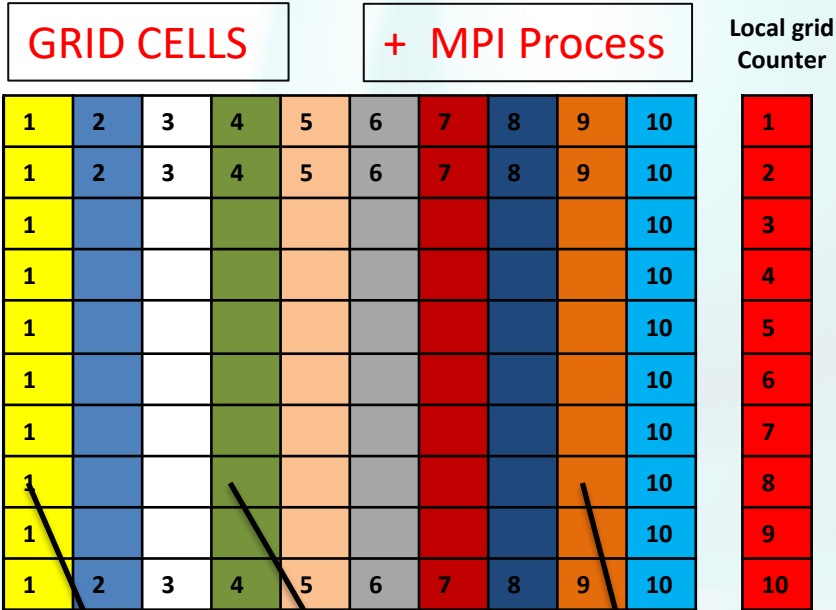 GRID CELLS
+ MPI Process
Local grid
Counter
1 2 3 4 5 6 7 8 9 10 1
1 2 3 4 5 6 7 8 9 10 2
1 10 3
1 10 4
1 10 5
1 10 6
1 10 7
1 10 8
1 10 9
1 2 3 4 5 6 7 8 9 10 10